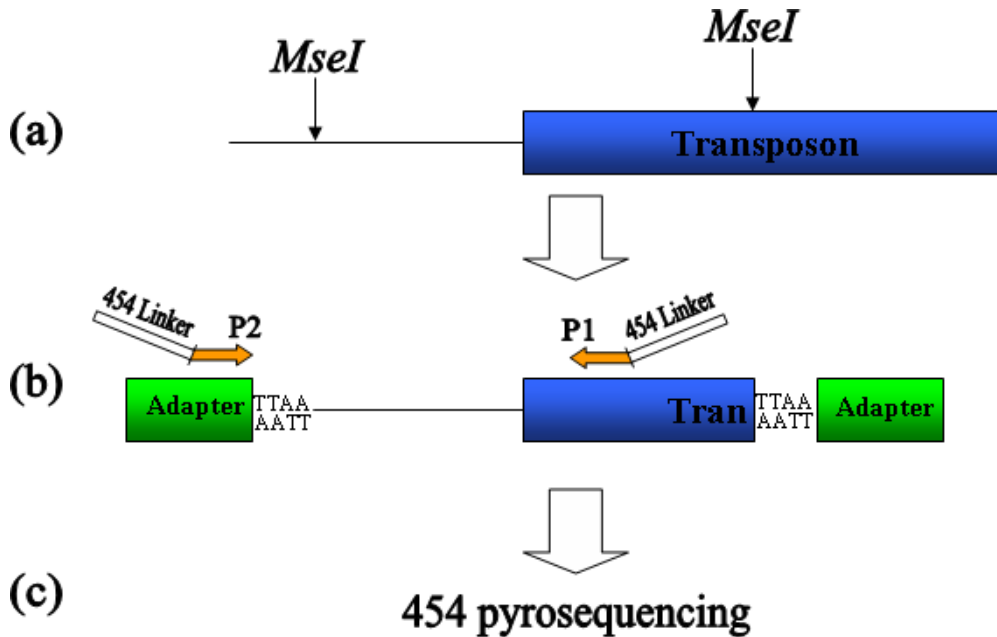 MseI
MseI
(a)
Transposon
454 Linker
P2
P1
454 Linker
(b)
Adapter
TTAA
AATT
Tran
TTAA
AATT
Adapter
(c)
454 pyrosequencing